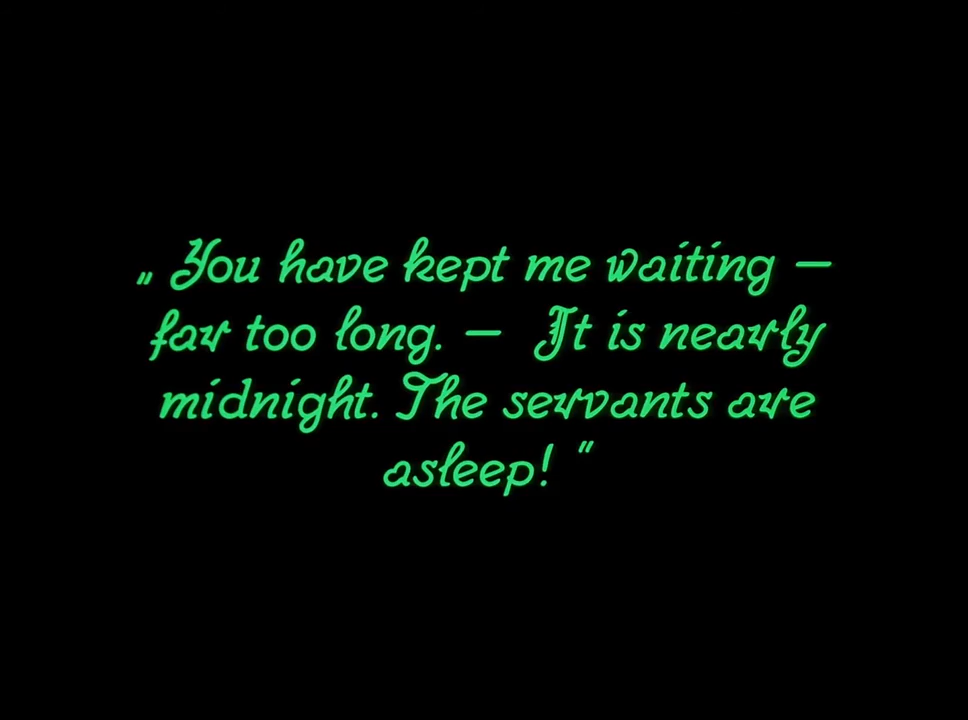 „ You have kept me waiting —
far too long. — It is nearly
midnight. The servants are
asleep! “